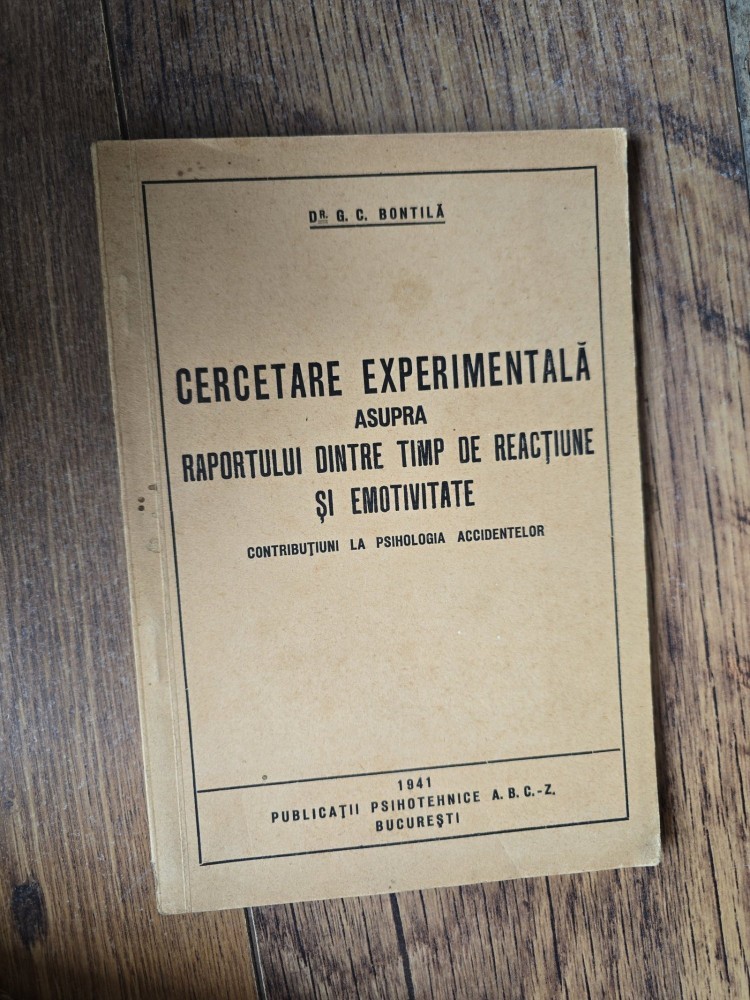 DR. G. C. BONTILĂ
CERCETARE EXPERIMENTALĂ
ASUPRA
RAPORTULUI DINTRE TIMP DE REACȚIUNE
ȘI EMOTIVITATE
CONTRIBUȚIUNI LA PSIHOLOGIA ACCIDENTELOR
1941
PUBLICAȚII PSIHOTEHNICE A. B. C.-Z.
BUCUREȘTI